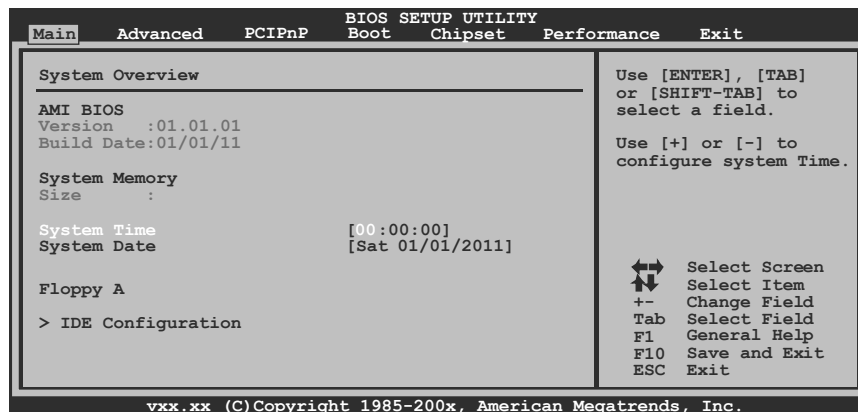 BIOS SETUP UTILITY
Main Advanced PCIPnP Boot Chipset Performance Exit
System Overview
AMI BIOS
Version :01.01.01
Build Date:01/01/11
System Memory
Size :
System Time [00:00:00]
System Date [Sat 01/01/2011]
Floppy A
> IDE Configuration
Use [ENTER], [TAB]
or [SHIFT-TAB] to
select a field.
Use [+] or [-] to
configure system Time.
Select Screen
Select Item
+- Change Field
Tab Select Field
F1 General Help
F10 Save and Exit
ESC Exit
vxx.xx (C)Copyright 1985-200x, American Megatrends, Inc.